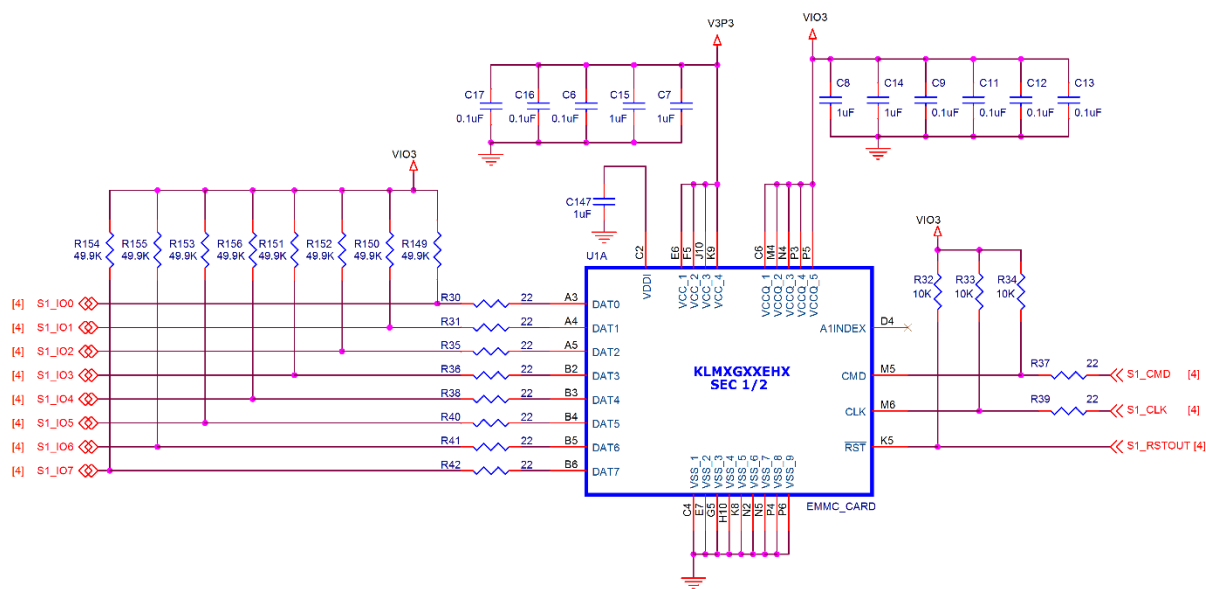 V3P3
VIO3
C17 0.1uF
C16 0.1uF
C6 0.1uF
C15 1uF
C7 1uF
C8 1uF
C14 1uF
C9 0.1uF
C11 0.1uF
C12 0.1uF
C13 0.1uF
VIO3
C147 1uF
R154 49.9K
R155 49.9K
R153 49.9K
R156 49.9K
R151 49.9K
R152 49.9K
R150 49.9K
R149 49.9K
VIO3
R32 10K
R33 10K
R34 10K
U1A
C2 VDDI
E6 VCC_1
F5 VCC_2
J10 VCC_3
K9 VCC_4
C6 VCCQ_1
M4 VCCQ_2
N4 VCCQ_3
P3 VCCQ_4
P5 VCCQ_5
[4] S1_IO0 R30 22 A3 DAT0
[4] S1_IO1 R31 22 A4 DAT1
[4] S1_IO2 R35 22 A5 DAT2
[4] S1_IO3 R36 22 B2 DAT3
[4] S1_IO4 R38 22 B3 DAT4
[4] S1_IO5 R40 22 B4 DAT5
[4] S1_IO6 R41 22 B5 DAT6
[4] S1_IO7 R42 22 B6 DAT7
KLMXGXXEHX
SEC 1/2
A1INDEX D4
CMD M5 R37 22 S1_CMD [4]
CLK M6 R39 22 S1_CLK [4]
RST K5 S1_RSTOUT [4]
VSS_1 C4
VSS_2 E7
VSS_3 G5
VSS_4 H10
VSS_5 K8
VSS_6 N2
VSS_7 N5
VSS_8 P4
VSS_9 P6
EMMC_CARD